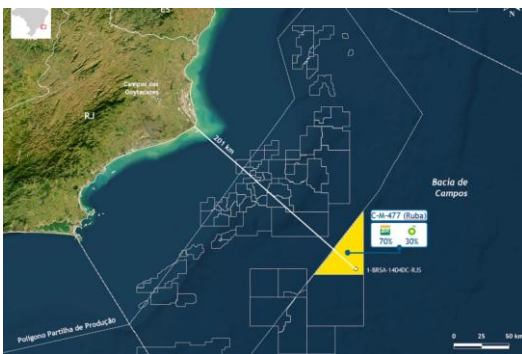 N
Campos dos
Goytacazes
RJ
201 km
Bacia de
Campos
C-M-477 (Ruba)
70% 30%
1-BRSA-1404DC-RJS
Polígono Partilha de Produção
0 25 50 km